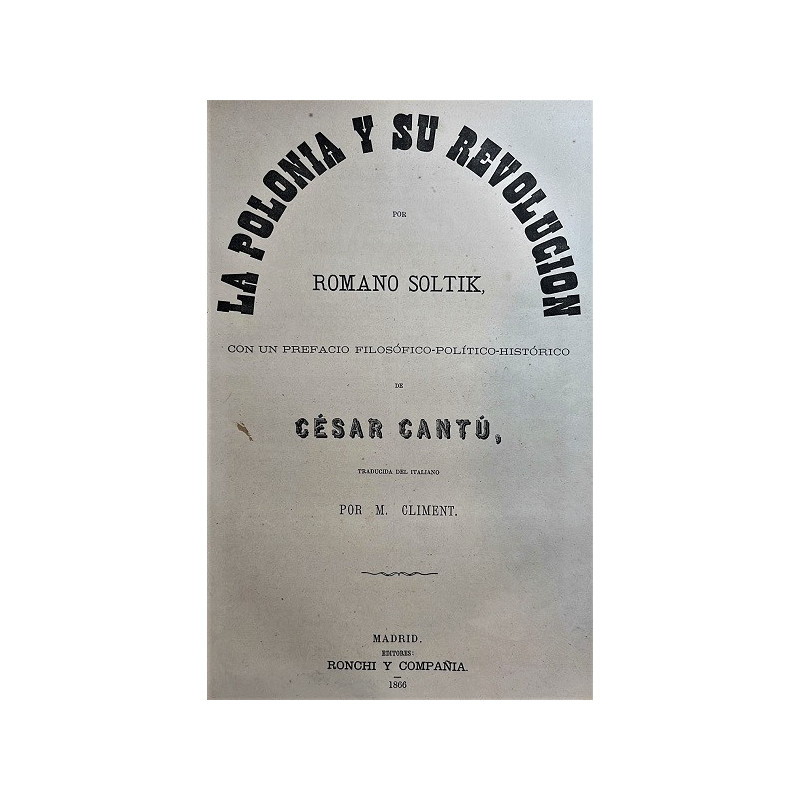 LA POLONIA Y SU REVOLUCION
POR
ROMANO SOLTIK,
CON UN PREFACIO FILOSÓFICO-POLÍTICO-HISTÓRICO
DE
CÉSAR CANTÚ,
TRADUCIDA DEL ITALIANO
POR M. CLIMENT.
MADRID.
EDITORES:
RONCHI Y COMPAÑIA.
1866